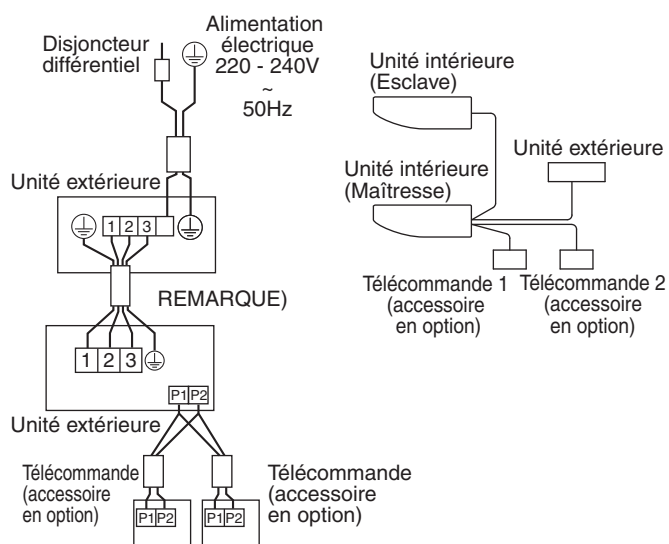 Disjoncteur
différentiel
Alimentation
électrique
220 - 240V
~
50Hz
Unité extérieure
1 2 3
REMARQUE)
1 2 3
P1 P2
Unité extérieure
Télécommande
(accessoire
en option)
P1 P2
P1 P2
Télécommande
(accessoire
en option)
Unité intérieure
(Esclave)
Unité intérieure
(Maîtresse)
Unité extérieure
Télécommande 1
(accessoire
en option)
Télécommande 2
(accessoire
en option)